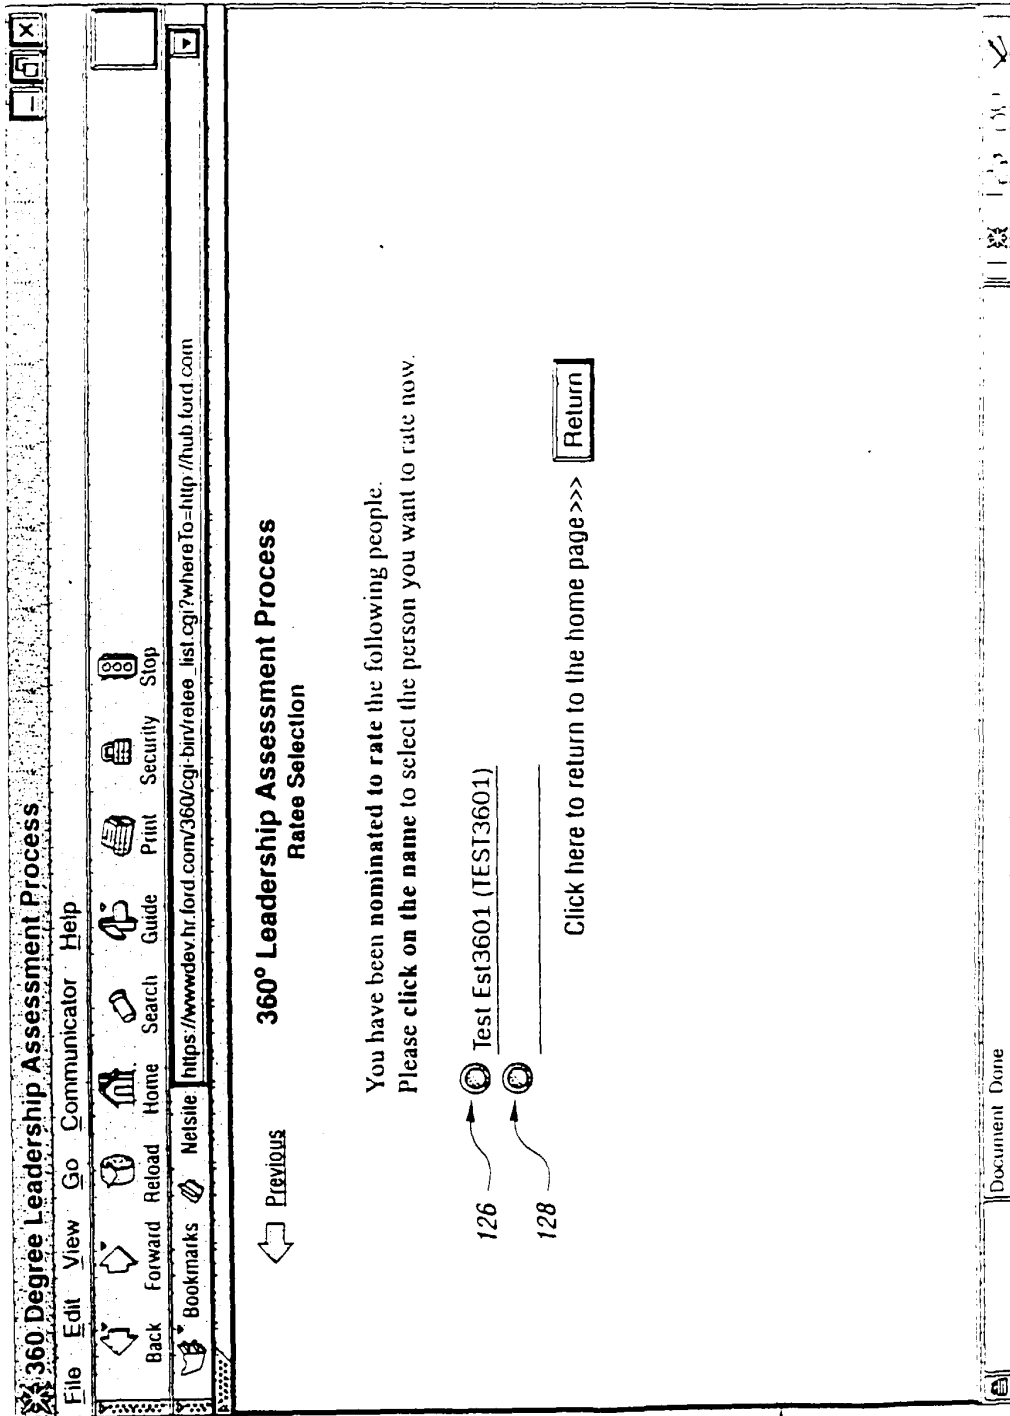 360 Degree Leadership Assessment Process
File Edit View Go Communicator Help
Back Forward Reload Home Search Guide Print Security Stop
Bookmarks Netsite: https://wwwdev.hr.ford.com/360/cgi-bin/retee_list.cgi?whereTo=http://hub.ford.com
Previous
360° Leadership Assessment Process
Ratee Selection
You have been nominated to rate the following people.
Please click on the name to select the person you want to rate now.
126
Test Est3601 (TEST3601)
128
Click here to return to the home page>>> Return
Document Done